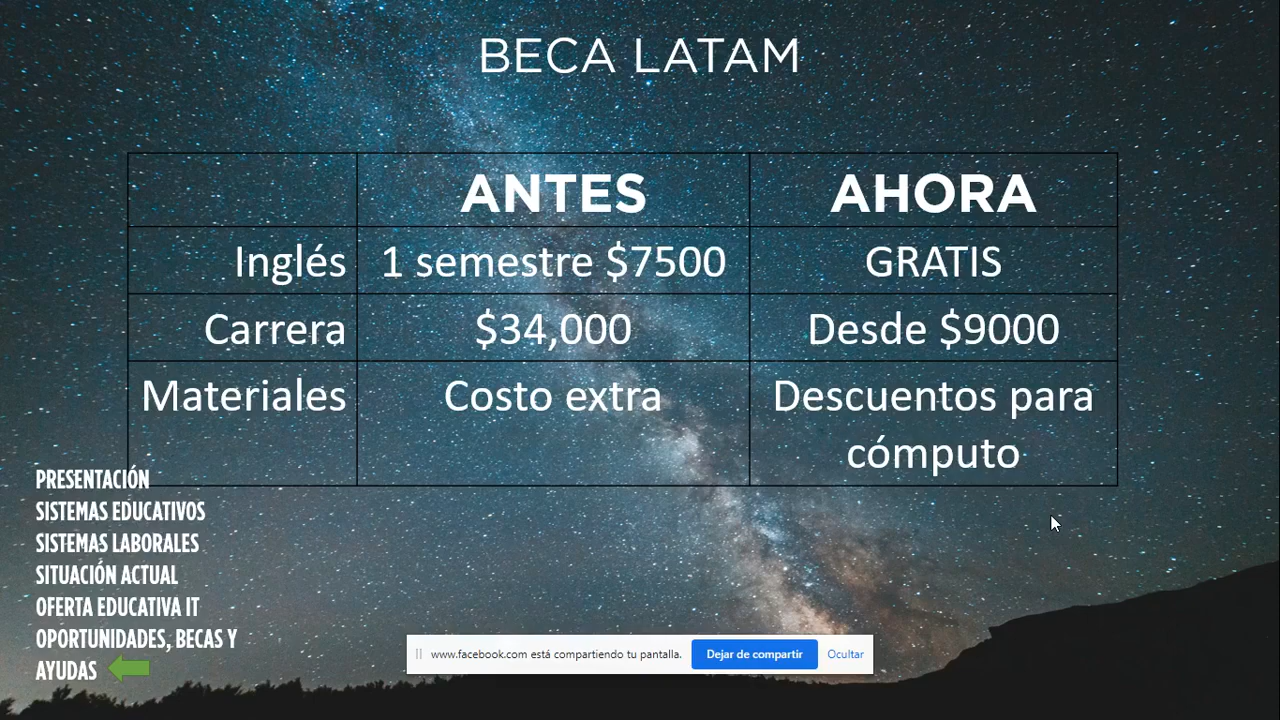 BECA LATAM
ANTES AHORA
Inglés 1 semestre $7500 GRATIS
Carrera $34,000 Desde $9000
Materiales Costo extra Descuentos para
cómputo
PRESENTACIÓN
SISTEMAS EDUCATIVOS
SISTEMAS LABORALES
SITUACIÓN ACTUAL
OFERTA EDUCATIVA IT
OPORTUNIDADES, BECAS Y
AYUDAS
www.facebook.com está compartiendo tu pantalla. Dejar de compartir Ocultar